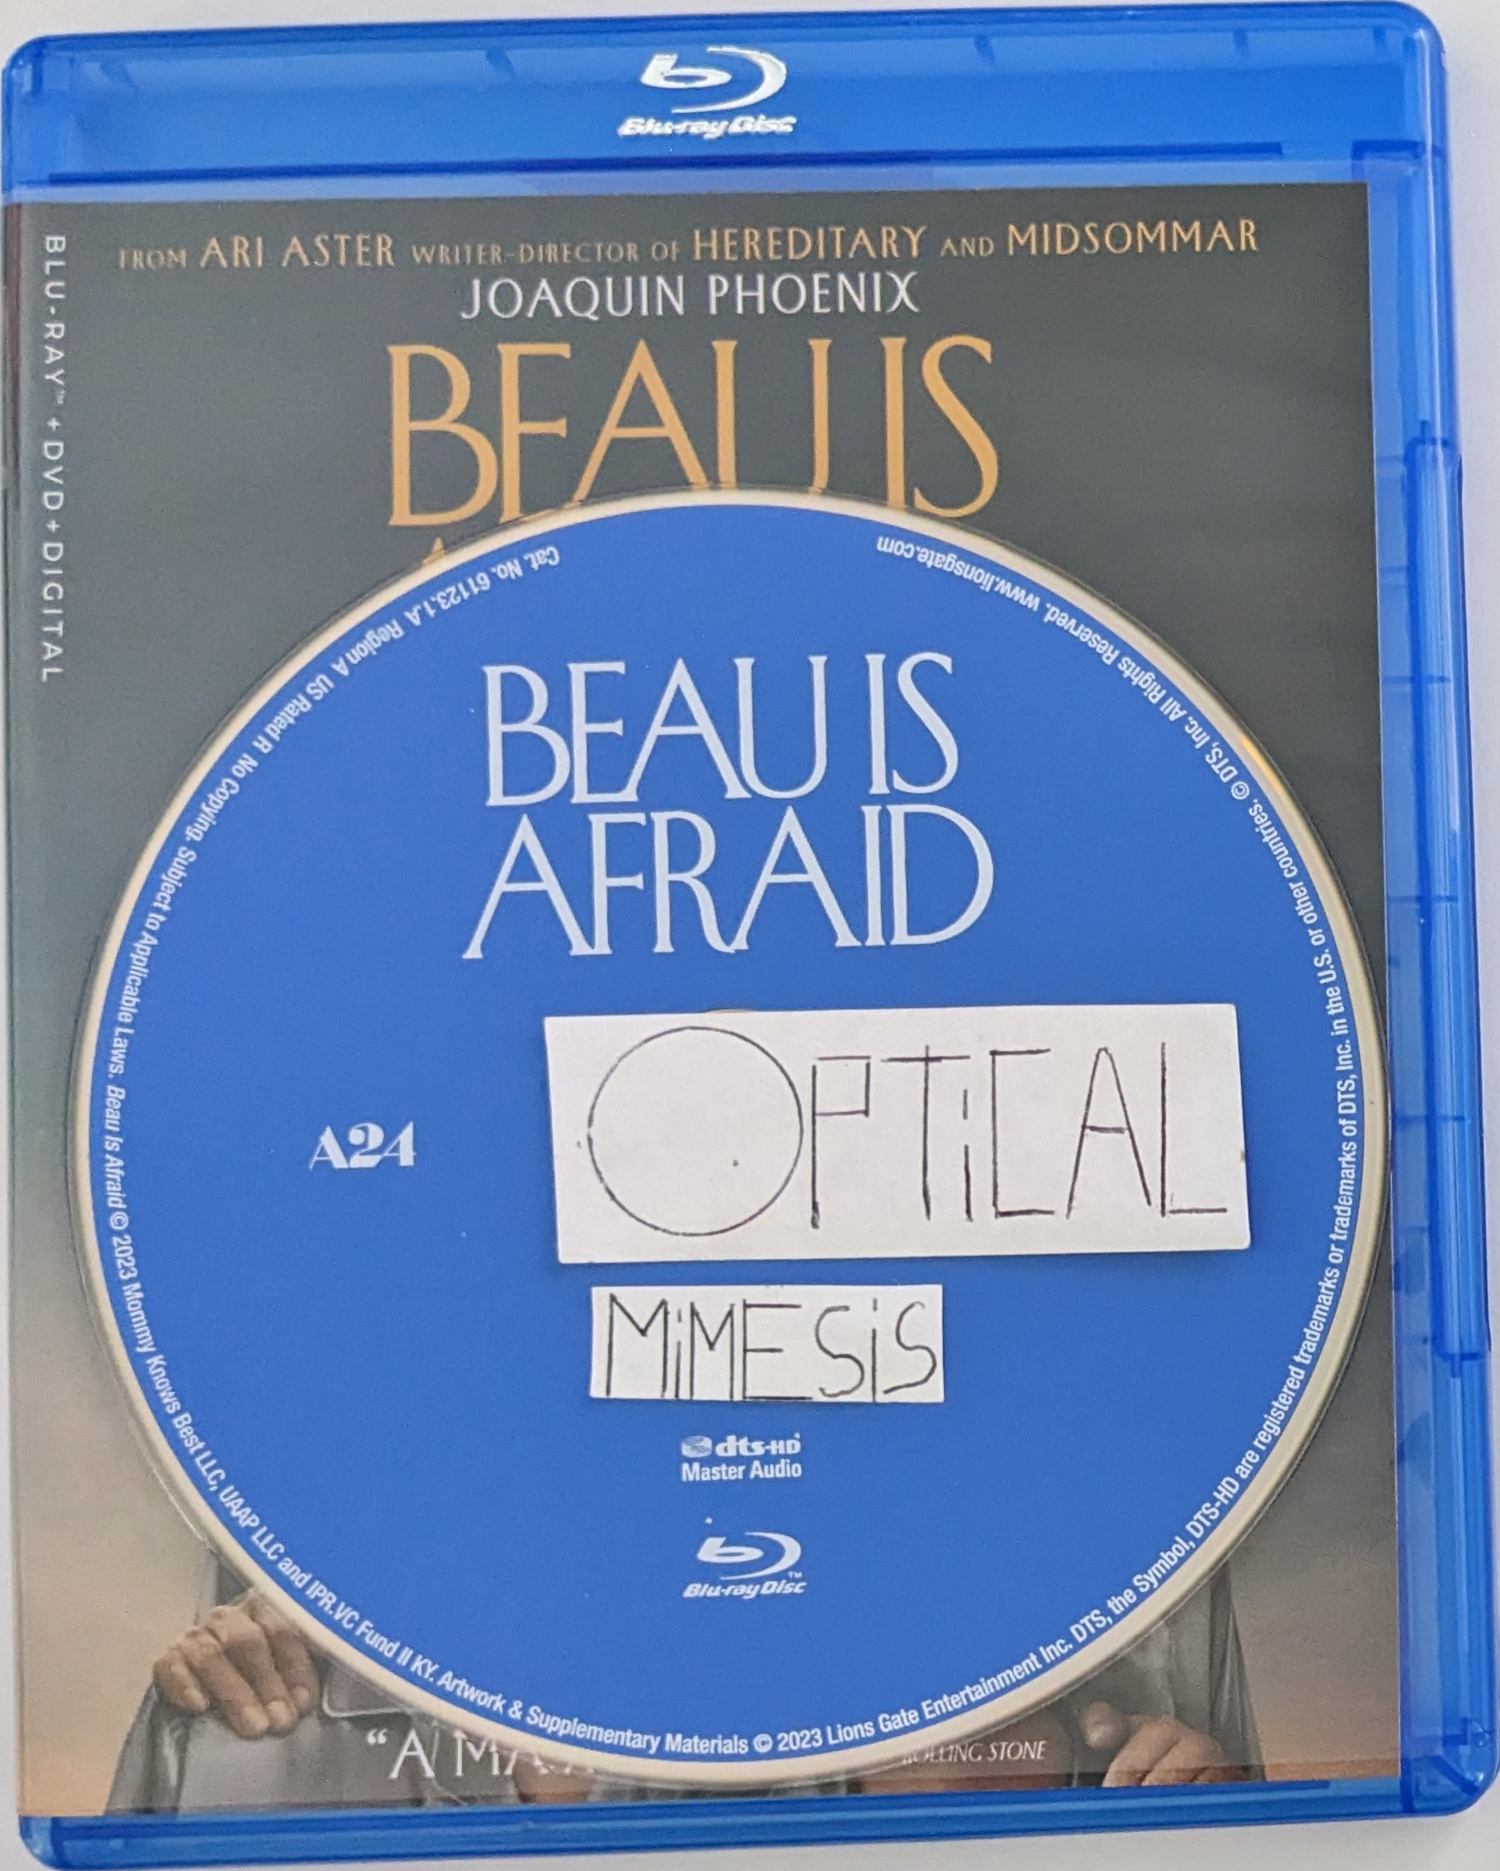 Blu-ray Disc
BLU-RAY™ + DVD + DIGITAL
FROM ARI ASTER WRITER-DIRECTOR OF HEREDITARY AND MIDSOMMAR
JOAQUIN PHOENIX
BEAU IS
BEAU IS
AFRAID
A24
OPTiCAL
MiMESiS
dts-HD
Master Audio
Blu-ray Disc™
Cat. No. 61123.1.A Region A US Rated R No Copying. Subject to Applicable Laws. Beau Is Afraid © 2023 Mommy Knows Best LLC, UAAP LLC and IPR.VC Fund II KY. Artwork & Supplementary Materials © 2023 Lions Gate Entertainment Inc. DTS, the Symbol, DTS-HD are registered trademarks or trademarks of DTS, Inc. in the U.S. or other countries. © DTS, Inc. All Rights Reserved. www.lionsgate.com
“A
ROLLING STONE